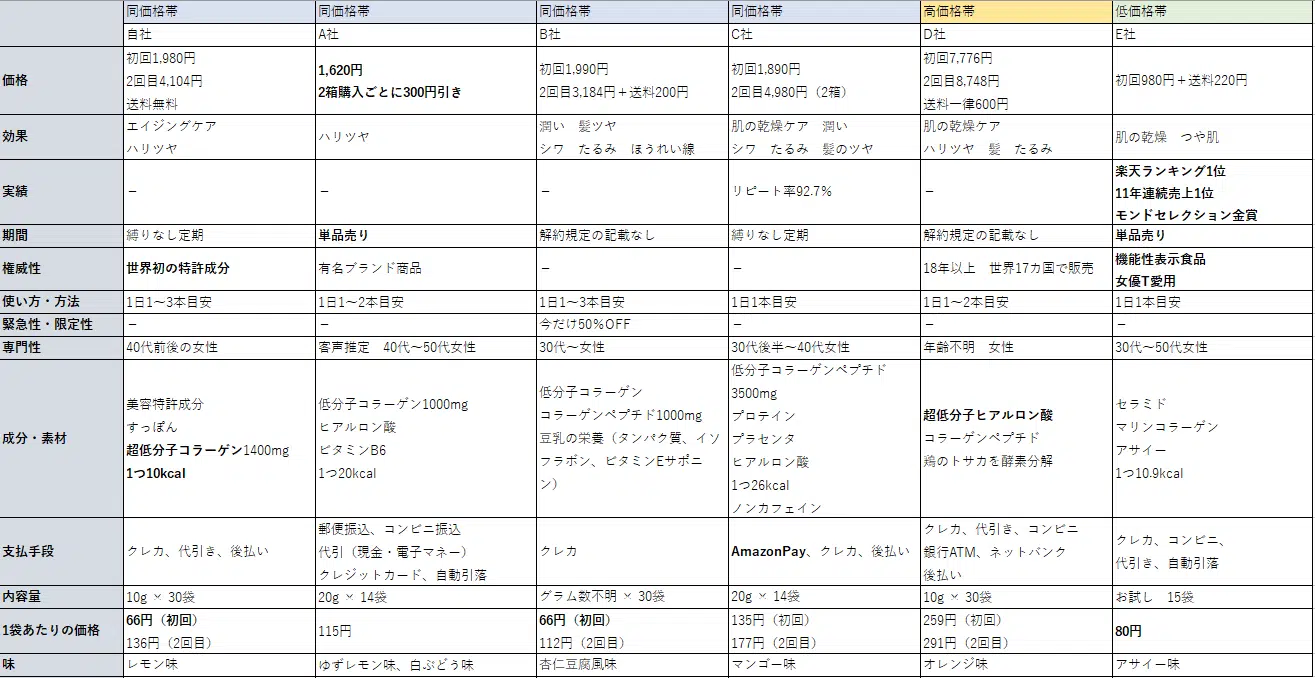 同価格帯 同価格帯 同価格帯 同価格帯 高価格帯 低価格帯
自社 A社 B社 C社 D社 E社
価格
初回1,980円
2回目4,104円
送料無料
1,620円
2箱購入ごとに300円引き
初回1,990円
2回目3,184円＋送料200円
初回1,890円
2回目4,980円（2箱）
初回7,776円
2回目8,748円
送料一律600円
初回980円＋送料220円
効果
エイジングケア
ハリツヤ
ハリツヤ
潤い　髪ツヤ
シワ　たるみ　ほうれい線
肌の乾燥ケア　潤い
シワ　たるみ　髪のツヤ
肌の乾燥ケア
ハリツヤ　髪　たるみ
肌の乾燥　つや肌
実績
－
－
－
リピート率92.7%
－
楽天ランキング1位
11年連続売上1位
モンドセレクション金賞
期間
縛りなし定期
単品売り
解約規定の記載なし
縛りなし定期
解約規定の記載なし
単品売り
権威性
世界初の特許成分
有名ブランド商品
－
－
18年以上　世界17カ国で販売
機能性表示食品
女優T愛用
使い方・方法
1日1～3本目安
1日1～2本目安
1日1～3本目安
1日1本目安
1日1～2本目安
1日1本目安
緊急性・限定性
－
－
今だけ50％OFF
－
－
－
専門性
40代前後の女性
客声推定　40代～50代女性
30代～女性
30代後半～40代女性
年齢不明　女性
30代～50代女性
成分・素材
美容特許成分
すっぽん
超低分子コラーゲン1400mg
1つ10kcal
低分子コラーゲン1000mg
ヒアルロン酸
ビタミンB6
1つ20kcal
低分子コラーゲン
コラーゲンペプチド1000mg
豆乳の栄養（タンパク質、イソ
フラボン、ビタミンEサポニ
ン）
低分子コラーゲンペプチド
3500mg
プロテイン
プラセンタ
ヒアルロン酸
1つ26kcal
ノンカフェイン
超低分子ヒアルロン酸
コラーゲンペプチド
鶏のトサカを酵素分解
セラミド
マリンコラーゲン
アサイー
1つ10.9kcal
支払手段
クレカ、代引き、後払い
郵便振込、コンビニ振込
代引（現金・電子マネー）
クレジットカード、自動引落
クレカ
AmazonPay、クレカ、後払い
クレカ、代引き、コンビニ
銀行ATM、ネットバンク
後払い
クレカ、コンビニ、
代引き、自動引落
内容量
10g × 30袋
20g × 14袋
グラム数不明 × 30袋
20g × 14袋
10g × 30袋
お試し　15袋
1袋あたりの価格
66円（初回）
136円（2回目）
115円
66円（初回）
112円（2回目）
135円（初回）
177円（2回目）
259円（初回）
291円（2回目）
80円
味
レモン味
ゆずレモン味、白ぶどう味
杏仁豆腐風味
マンゴー味
オレンジ味
アサイー味